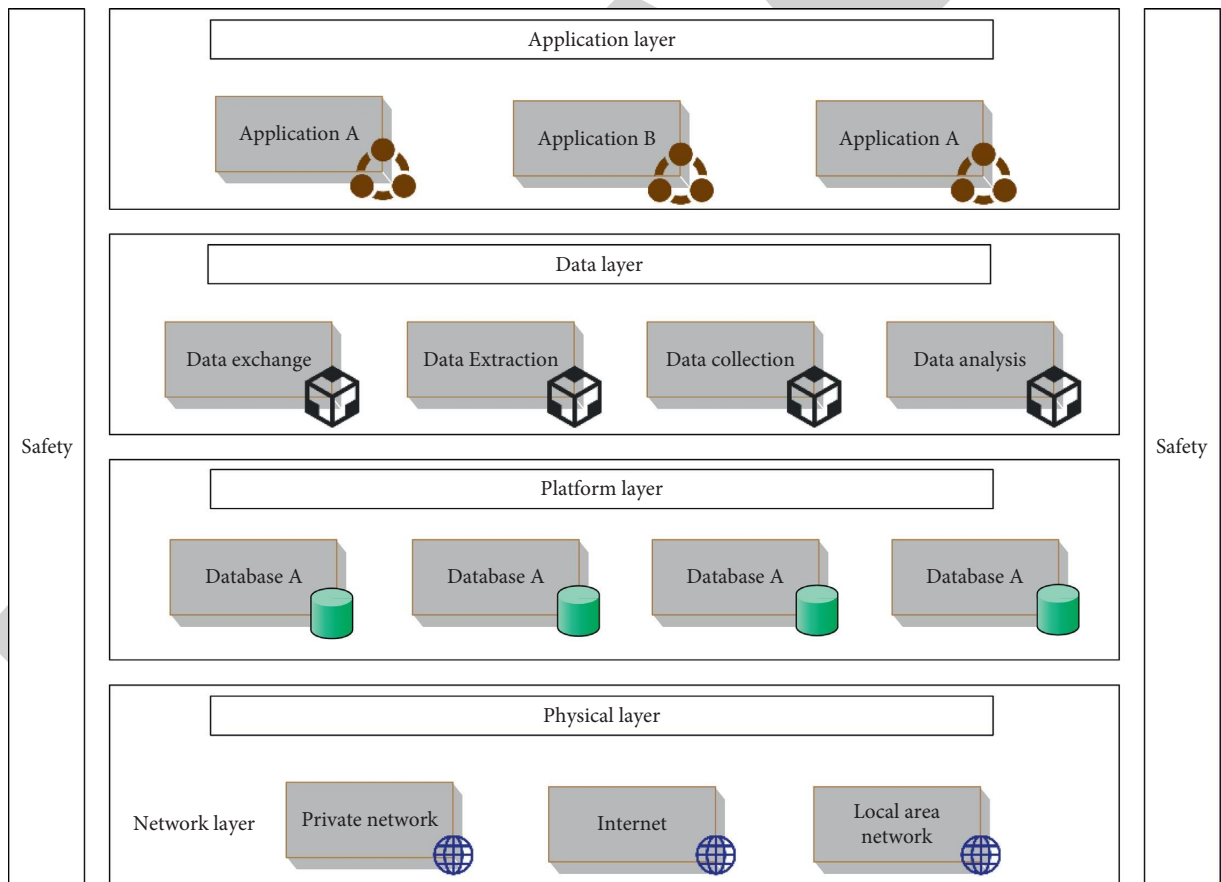 Application layer
Application A
Application B
Application A
Data layer
Data exchange
Data Extraction
Data collection
Data analysis
Safety
Safety
Platform layer
Database A
Database A
Database A
Database A
Physical layer
Network layer
Private network
Internet
Local area
network